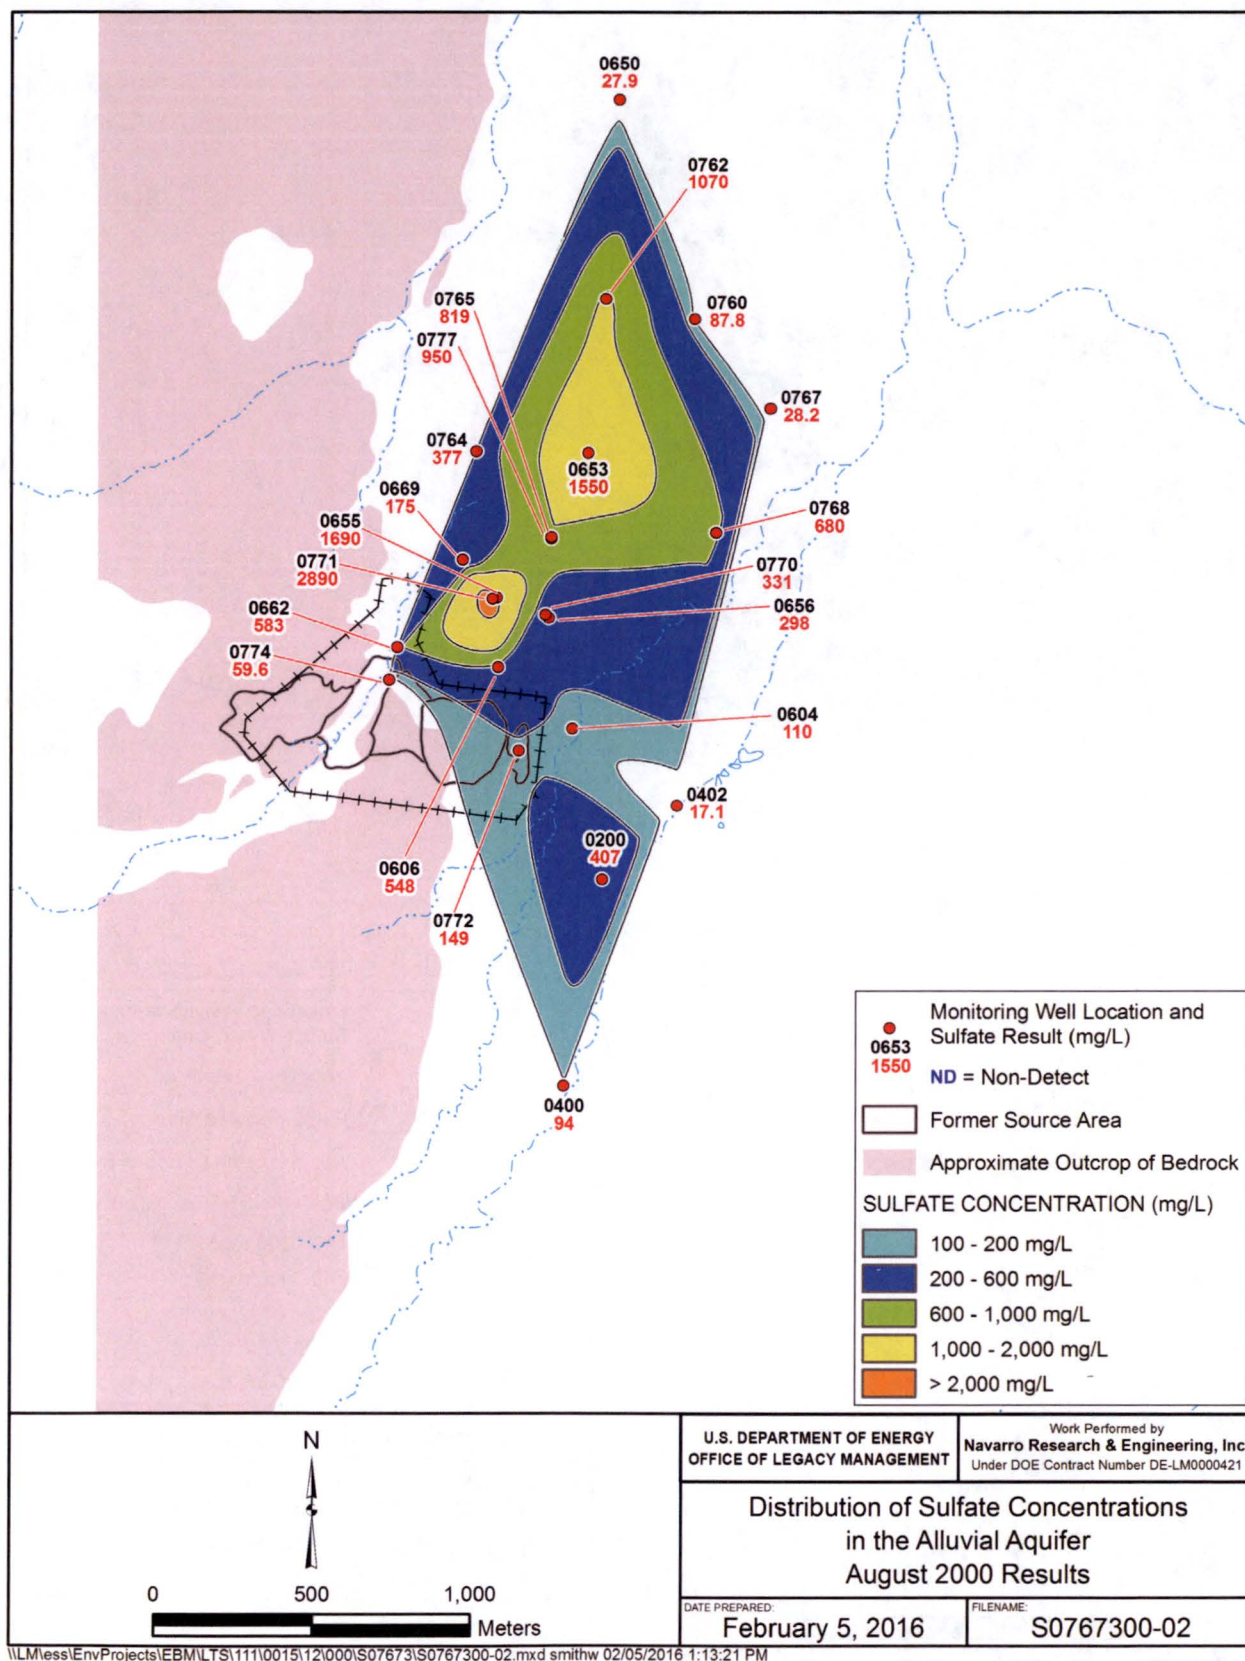 0650
27.9
0762
1070
0765
819
0760
87.8
0777
950
0767
28.2
0764
377
0653
1550
0669
175
0768
680
0655
1690
0771
2890
0770
331
0662
583
0656
298
0774
59.6
0604
110
0402
17.1
0200
407
0606
548
0772
149
0400
94
Monitoring Well Location and
Sulfate Result (mg/L)
0653
1550
ND = Non-Detect
Former Source Area
Approximate Outcrop of Bedrock
SULFATE CONCENTRATION (mg/L)
100 - 200 mg/L
200 - 600 mg/L
600 - 1,000 mg/L
1,000 - 2,000 mg/L
> 2,000 mg/L
N
0 500 1,000
Meters
U.S. DEPARTMENT OF ENERGY
OFFICE OF LEGACY MANAGEMENT
Work Performed by
Navarro Research & Engineering, Inc
Under DOE Contract Number DE-LM0000421
Distribution of Sulfate Concentrations
in the Alluvial Aquifer
August 2000 Results
DATE PREPARED:
February 5, 2016
FILENAME:
S0767300-02
\\LM\ess\EnvProjects\EBM\LTS\111\0015\12\000\S07673\S0767300-02.mxd smithw 02/05/2016 1:13:21 PM